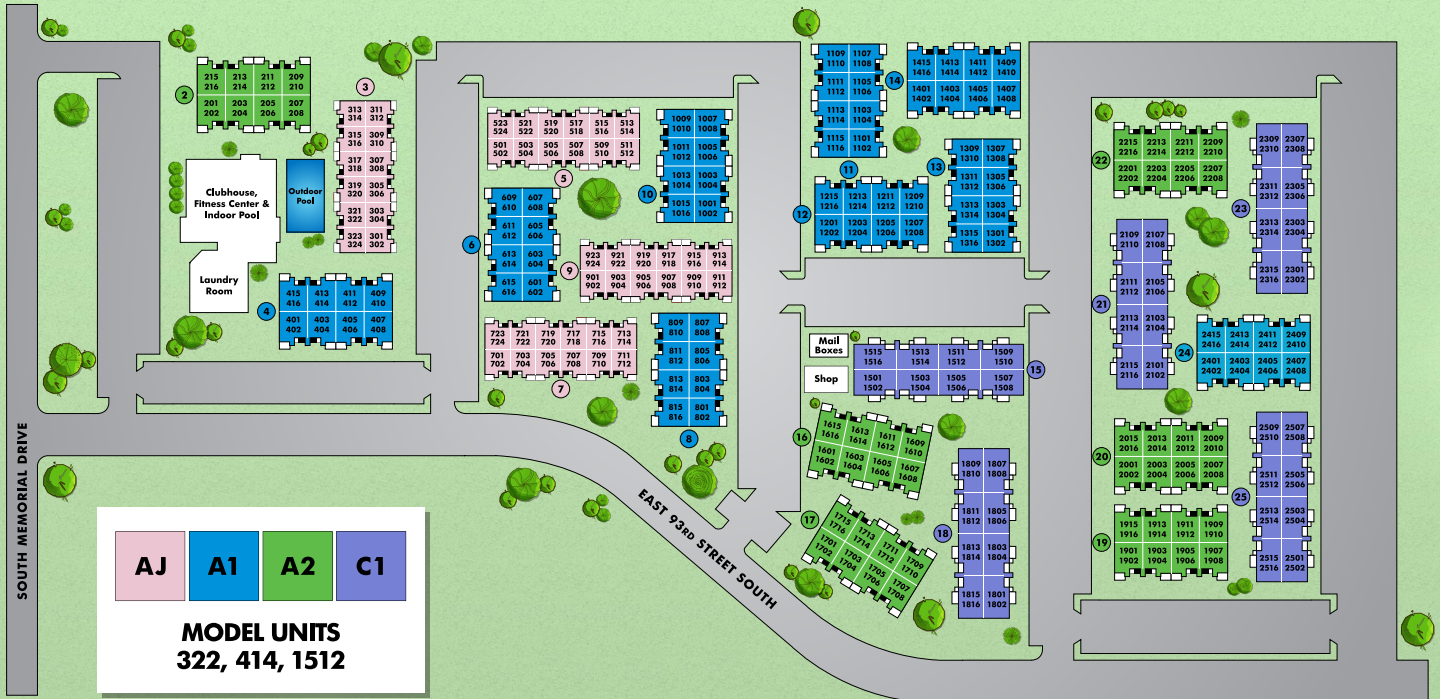 2
215 213 211 209
216 214 212 210
201 203 205 207
202 204 206 208
3
313 311
314 312
315 309
316 310
317 307
318 308
319 305
320 306
321 303
322 304
323 301
324 302
Clubhouse,
Fitness Center &
Indoor Pool
Outdoor
Pool
Laundry
Room
4
415 413 411 409
416 414 412 410
401 403 405 407
402 404 406 408
523 521 519 517 515 513
524 522 520 518 516 514
501 503 505 507 509 511
502 504 506 508 510 512
5
1009 1007
1010 1008
1011 1005
1012 1006
1013 1003
1014 1004
1015 1001
1016 1002
10
6
609 607
610 608
611 605
612 606
613 603
614 604
615 601
616 602
9
923 921 919 917 915 913
924 922 920 918 916 914
901 903 905 907 909 911
902 904 906 908 910 912
723 721 719 717 715 713
724 722 720 718 716 714
701 703 705 707 709 711
702 704 706 708 710 712
7
809 807
810 808
811 805
812 806
813 803
814 804
815 801
816 802
8
1109 1107
1110 1108
1111 1105
1112 1106
1113 1103
1114 1104
1115 1101
1116 1102
11
14
1415 1413 1411 1409
1416 1414 1412 1410
1401 1403 1405 1407
1402 1404 1406 1408
12
1215 1213 1211 1209
1216 1214 1212 1210
1201 1203 1205 1207
1202 1204 1206 1208
13
1309 1307
1310 1308
1311 1305
1312 1306
1313 1303
1314 1304
1315 1301
1316 1302
Mail
Boxes
Shop
1515 1513 1511 1509
1516 1514 1512 1510
1501 1503 1505 1507
1502 1504 1506 1508
15
16
1615 1613 1611 1609
1616 1614 1612 1610
1601 1603 1605 1607
1602 1604 1606 1608
17
1715 1713 1711 1709
1716 1714 1712 1710
1701 1703 1705 1707
1702 1704 1706 1708
18
1809 1807
1810 1808
1811 1805
1812 1806
1813 1803
1814 1804
1815 1801
1816 1802
22
2215 2213 2211 2209
2216 2214 2212 2210
2201 2203 2205 2207
2202 2204 2206 2208
23
2309 2307
2310 2308
2311 2305
2312 2306
2313 2303
2314 2304
2315 2301
2316 2302
21
2109 2107
2110 2108
2111 2105
2112 2106
2113 2103
2114 2104
2115 2101
2116 2102
24
2415 2413 2411 2409
2416 2414 2412 2410
2401 2403 2405 2407
2402 2404 2406 2408
20
2015 2013 2011 2009
2016 2014 2012 2010
2001 2003 2005 2007
2002 2004 2006 2008
25
2509 2507
2510 2508
2511 2505
2512 2506
2513 2503
2514 2504
2515 2501
2516 2502
19
1915 1913 1911 1909
1916 1914 1912 1910
1901 1903 1905 1907
1902 1904 1906 1908
SOUTH MEMORIAL DRIVE
EAST 93RD STREET SOUTH
AJ A1 A2 C1
MODEL UNITS
322, 414, 1512